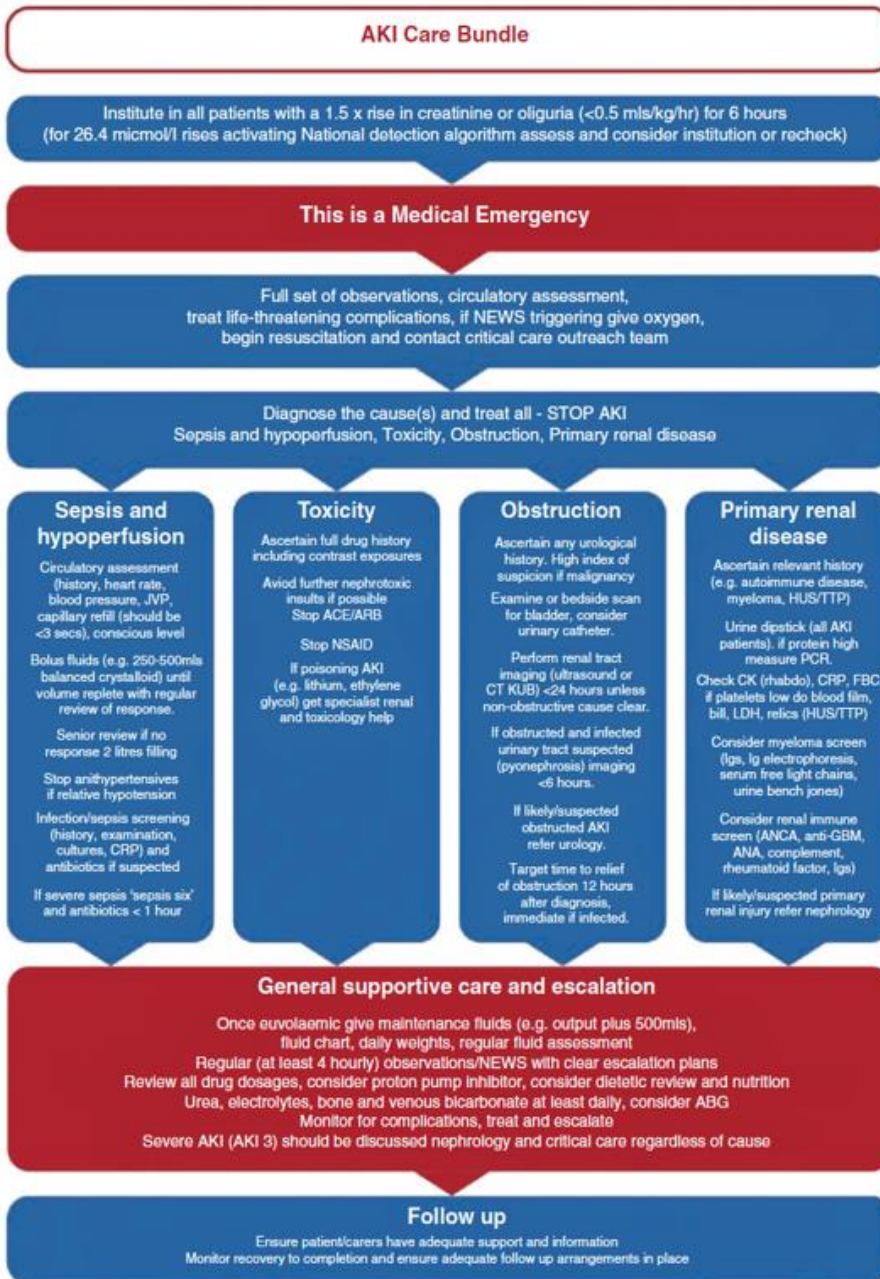 AKI Care Bundle
Institute in all patients with a 1.5 x rise in creatinine or oliguria (<0.5 mls/kg/hr) for 6 hours
(for 26.4 micmol/l rises activating National detection algorithm assess and consider institution or recheck)
This is a Medical Emergency
Full set of observations, circulatory assessment,
treat life-threatening complications, if NEWS triggering give oxygen,
begin resuscitation and contact critical care outreach team
Diagnose the cause(s) and treat all - STOP AKI
Sepsis and hypoperfusion, Toxicity, Obstruction, Primary renal disease
Sepsis and
hypoperfusion
Circulatory assessment
(history, heart rate,
blood pressure, JVP,
capillary refill (should be
<3 secs), conscious level
Bolus fluids (e.g. 250-500mls
balanced crystalloid) until
volume replete with regular
review of response.
Senior review if no
response 2 litres filling
Stop anithypertensives
if relative hypotension
Infection/sepsis screening
(history, examination,
cultures, CRP) and
antibiotics if suspected
If severe sepsis 'sepsis six'
and antibiotics < 1 hour
Toxicity
Ascertain full drug history
including contrast exposures
Aviod further nephrotoxic
insults if possible
Stop ACE/ARB
Stop NSAID
If poisoning AKI
(e.g. lithium, ethylene
glycol) get specialist renal
and toxicology help
Obstruction
Ascertain any urological
history. High index of
suspicion if malignancy
Examine or bedside scan
for bladder, consider
urinary catheter.
Perform renal tract
imaging (ultrasound or
CT KUB) <24 hours unless
non-obstructive cause clear.
If obstructed and infected
urinary tract suspected
(pyonephrosis) imaging
<6 hours.
If likely/suspected
obstructed AKI
refer urology.
Target time to relief
of obstruction 12 hours
after diagnosis,
immediate if infected.
Primary renal
disease
Ascertain relevant history
(e.g. autoimmune disease,
myeloma, HUS/TTP)
Urine dipstick (all AKI
patients). if protein high
measure PCR.
Check CK (rhabdo), CRP, FBC
if platelets low do blood film,
bill, LDH, relics (HUS/TTP)
Consider myeloma screen
(Igs, Ig electrophoresis,
serum free light chains,
urine bench jones)
Consider renal immune
screen (ANCA, anti-GBM,
ANA, complement,
rheumatoid factor, Igs)
If likely/suspected primary
renal injury refer nephrology
General supportive care and escalation
Once euvolaemic give maintenance fluids (e.g. output plus 500mls),
fluid chart, daily weights, regular fluid assessment
Regular (at least 4 hourly) observations/NEWS with clear escalation plans
Review all drug dosages, consider proton pump inhibitor, consider dietetic review and nutrition
Urea, electrolytes, bone and venous bicarbonate at least daily, consider ABG
Monitor for complications, treat and escalate
Severe AKI (AKI 3) should be discussed nephrology and critical care regardless of cause
Follow up
Ensure patient/carers have adequate support and information
Monitor recovery to completion and ensure adequate follow up arrangements in place